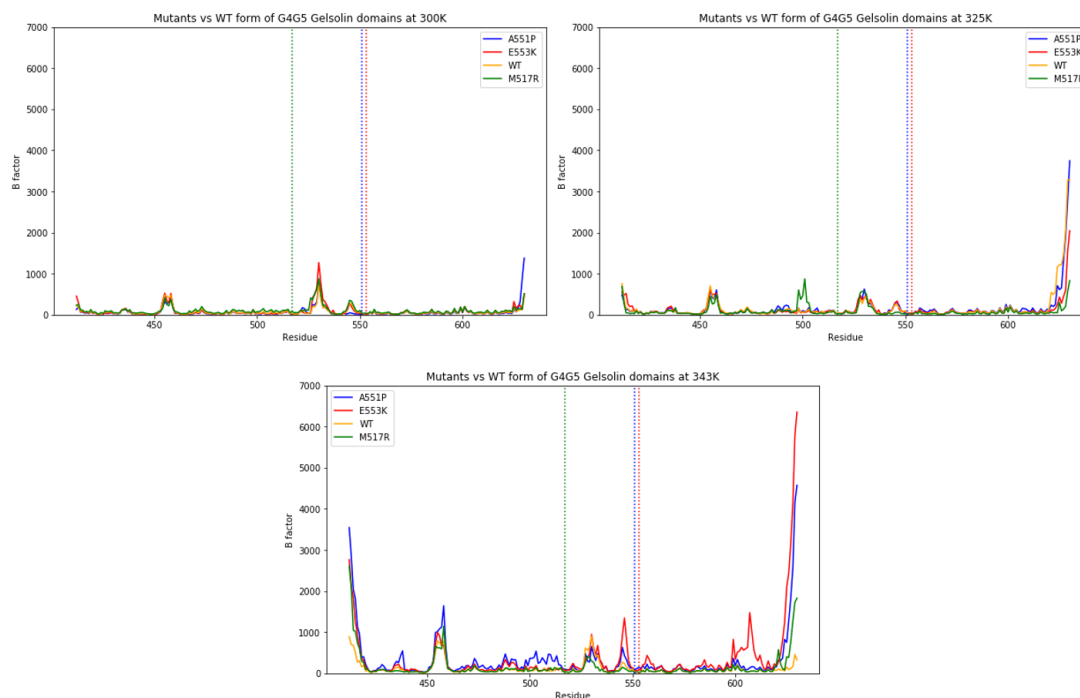 Mutants vs WT form of G4G5 Gelsolin domains at 300K
7000
6000
5000
4000
3000
2000
1000
0
B factor
450
500
550
600
Residue
A551P
E553K
WT
M517R
Mutants vs WT form of G4G5 Gelsolin domains at 325K
7000
6000
5000
4000
3000
2000
1000
0
B factor
450
500
550
600
Residue
A551P
E553K
WT
M517R
Mutants vs WT form of G4G5 Gelsolin domains at 343K
7000
6000
5000
4000
3000
2000
1000
0
B factor
450
500
550
600
Residue
A551P
E553K
WT
M517R